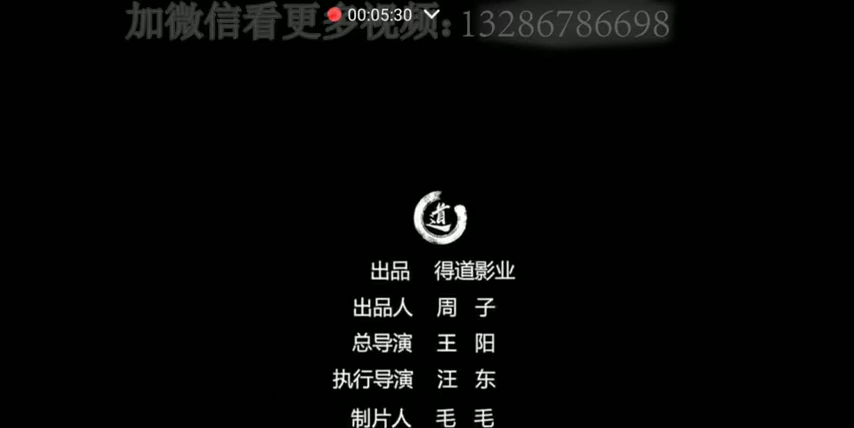 加微信看更多视频:13286786698
00:05:30
道
出品 得道影业
出品人 周 子
总导演 王 阳
执行导演 汪 东
制片人 毛 毛